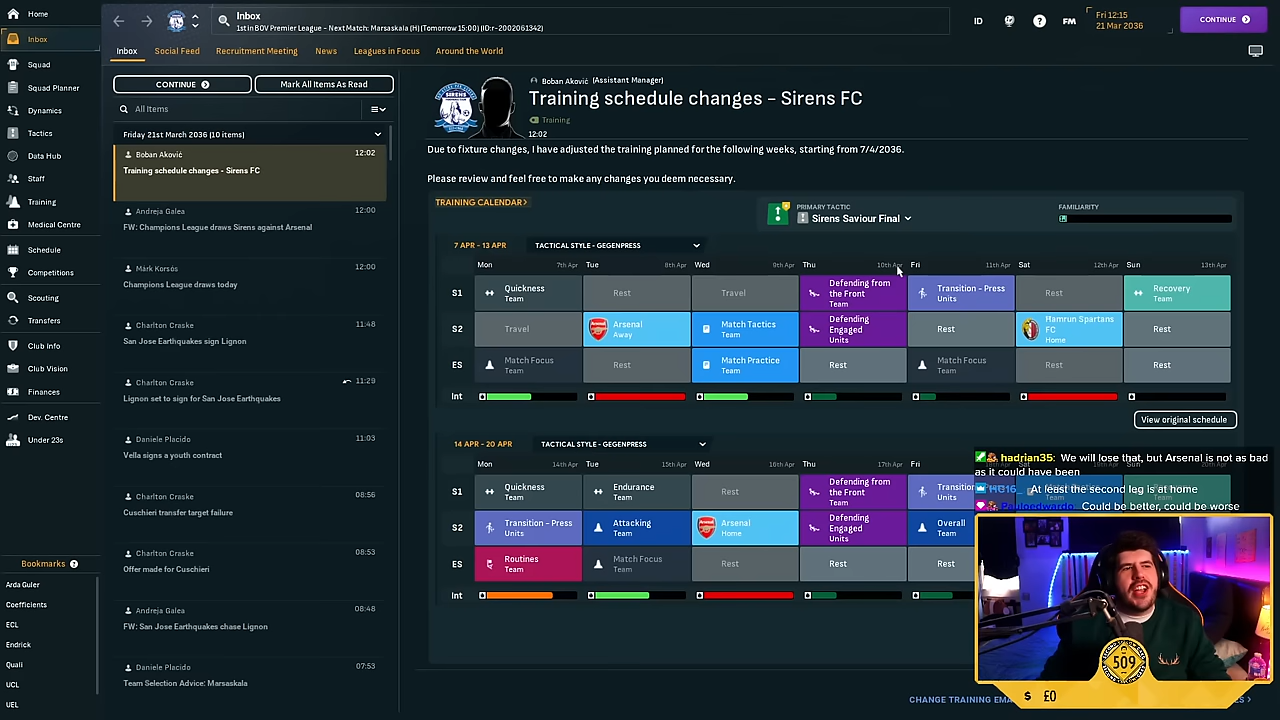 Home
Inbox
Squad
Squad Planner
Dynamics
Tactics
Data Hub
Staff
Training
Medical Centre
Schedule
Competitions
Scouting
Transfers
Club Info
Club Vision
Finances
Dev. Centre
Under 23s
Bookmarks
Arda Guler
Coefficients
ECL
Endrick
Quali
UCL
UEL
Inbox
1st in BOV Premier League - Next Match: Marsaskala (H) (Tomorrow 15:00) (ID:r-2002061342)
ID
FM
Fri 12:15
21 Mar 2036
CONTINUE
Inbox Social Feed Recruitment Meeting News Leagues in Focus Around the World
CONTINUE
Mark All Items As Read
All Items
Friday 21st March 2036 (10 items)
Boban Aković 12:02
Training schedule changes - Sirens FC
Andreja Galea 12:00
FW: Champions League draws Sirens against Arsenal
Márk Korsós 12:00
Champions League draws today
Charlton Craske 11:48
San Jose Earthquakes sign Lignon
Charlton Craske 11:29
Lignon set to sign for San Jose Earthquakes
Daniele Placido 11:03
Vella signs a youth contract
Charlton Craske 08:56
Cuschieri transfer target failure
Charlton Craske 08:53
Offer made for Cuschieri
Andreja Galea 08:48
FW: San Jose Earthquakes chase Lignon
Daniele Placido 07:53
Team Selection Advice: Marsaskala
SIRENS
Boban Aković (Assistant Manager)
Training schedule changes - Sirens FC
Training
12:02
Due to fixture changes, I have adjusted the training planned for the following weeks, starting from 7/4/2036.
Please review and feel free to make any changes you deem necessary.
TRAINING CALENDAR>
PRIMARY TACTIC
Sirens Saviour Final
FAMILIARITY
7 APR - 13 APR TACTICAL STYLE - GEGENPRESS
Mon 7th Apr Tue 8th Apr Wed 9th Apr Thu 10th Apr Fri 11th Apr Sat 12th Apr Sun 13th Apr
S1
Quickness
Team
Rest
Travel
Defending from
the Front
Team
Transition - Press
Units
Rest
Recovery
Team
S2
Travel
Arsenal
Away
Match Tactics
Team
Defending
Engaged
Units
Rest
Hamrun Spartans
FC
Home
Rest
ES
Match Focus
Team
Rest
Match Practice
Team
Rest
Match Focus
Team
Rest
Rest
Int
View original schedule
14 APR - 20 APR TACTICAL STYLE - GEGENPRESS
Mon 14th Apr Tue 15th Apr Wed 16th Apr Thu 17th Apr Fri
S1
Quickness
Team
Endurance
Team
Rest
Defending from
the Front
Team
Transition
Units
S2
Transition - Press
Units
Attacking
Team
Arsenal
Home
Defending
Engaged
Units
Overall
Team
ES
Routines
Team
Match Focus
Team
Rest
Rest
Rest
Int
hadrian35: We will lose that, but Arsenal is not as bad
as it could have been
HG16_: At least the second leg is at home
Pauloedwardo: Could be better, could be worse
509
$ £0
CHANGE TRAINING EMA